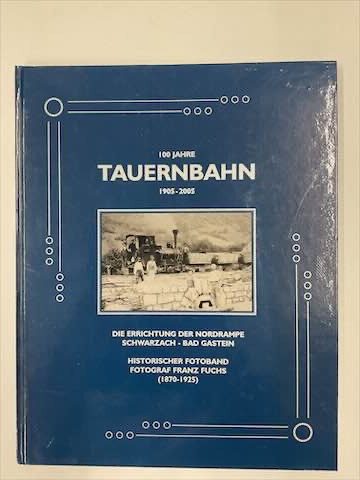 100 JAHRE
TAUERNBAHN
1905-2005
DIE ERRICHTUNG DER NORDRAMPE
SCHWARZACH - BAD GASTEIN
HISTORISCHER FOTOBAND
FOTOGRAF FRANZ FUCHS
(1870-1925)